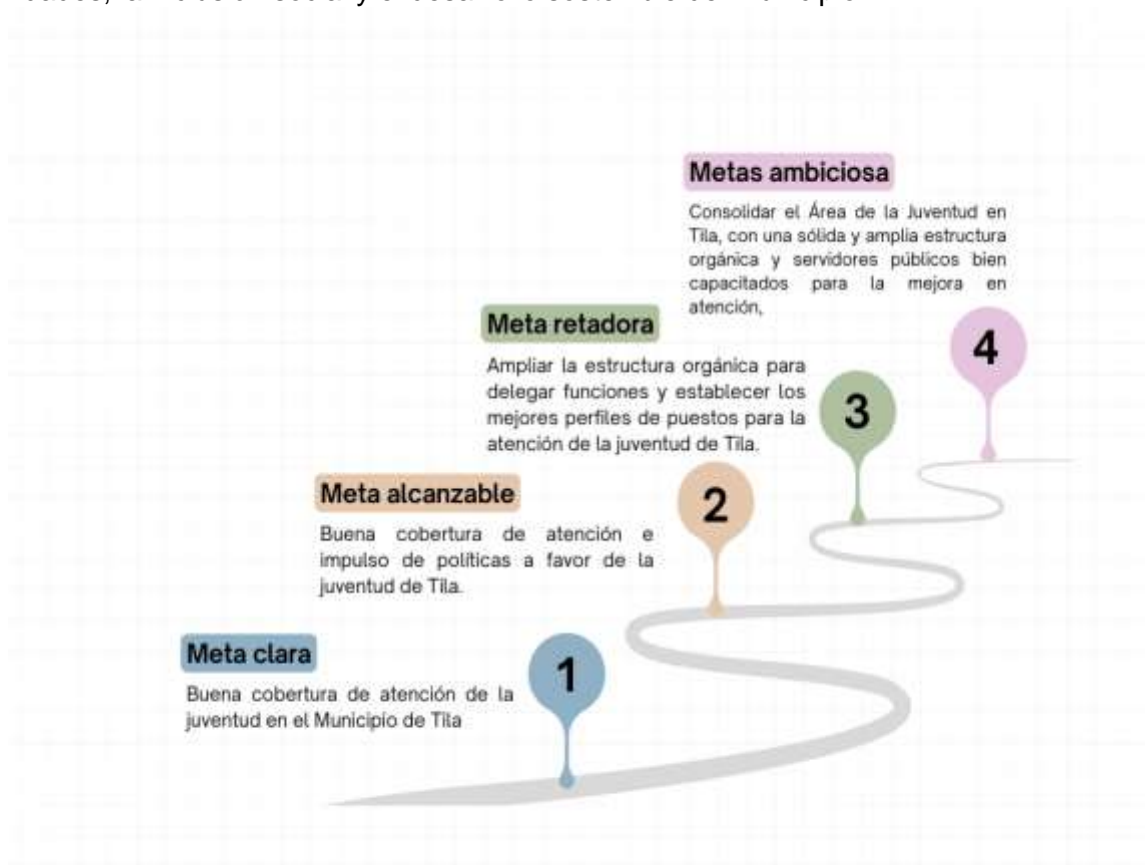 Metas ambiciosa
Consolidar el Área de la Juventud en
Tila, con una sólida y amplia estructura
orgánica y servidores públicos bien
capacitados para la mejora en
atención,
4
Meta retadora
Ampliar la estructura orgánica para
delegar funciones y establecer los
mejores perfiles de puestos para la
atención de la juventud de Tila.
3
Meta alcanzable
Buena cobertura de atención e
impulso de políticas a favor de la
juventud de Tila.
2
Meta clara
Buena cobertura de atención de la
juventud en el Municipio de Tila
1